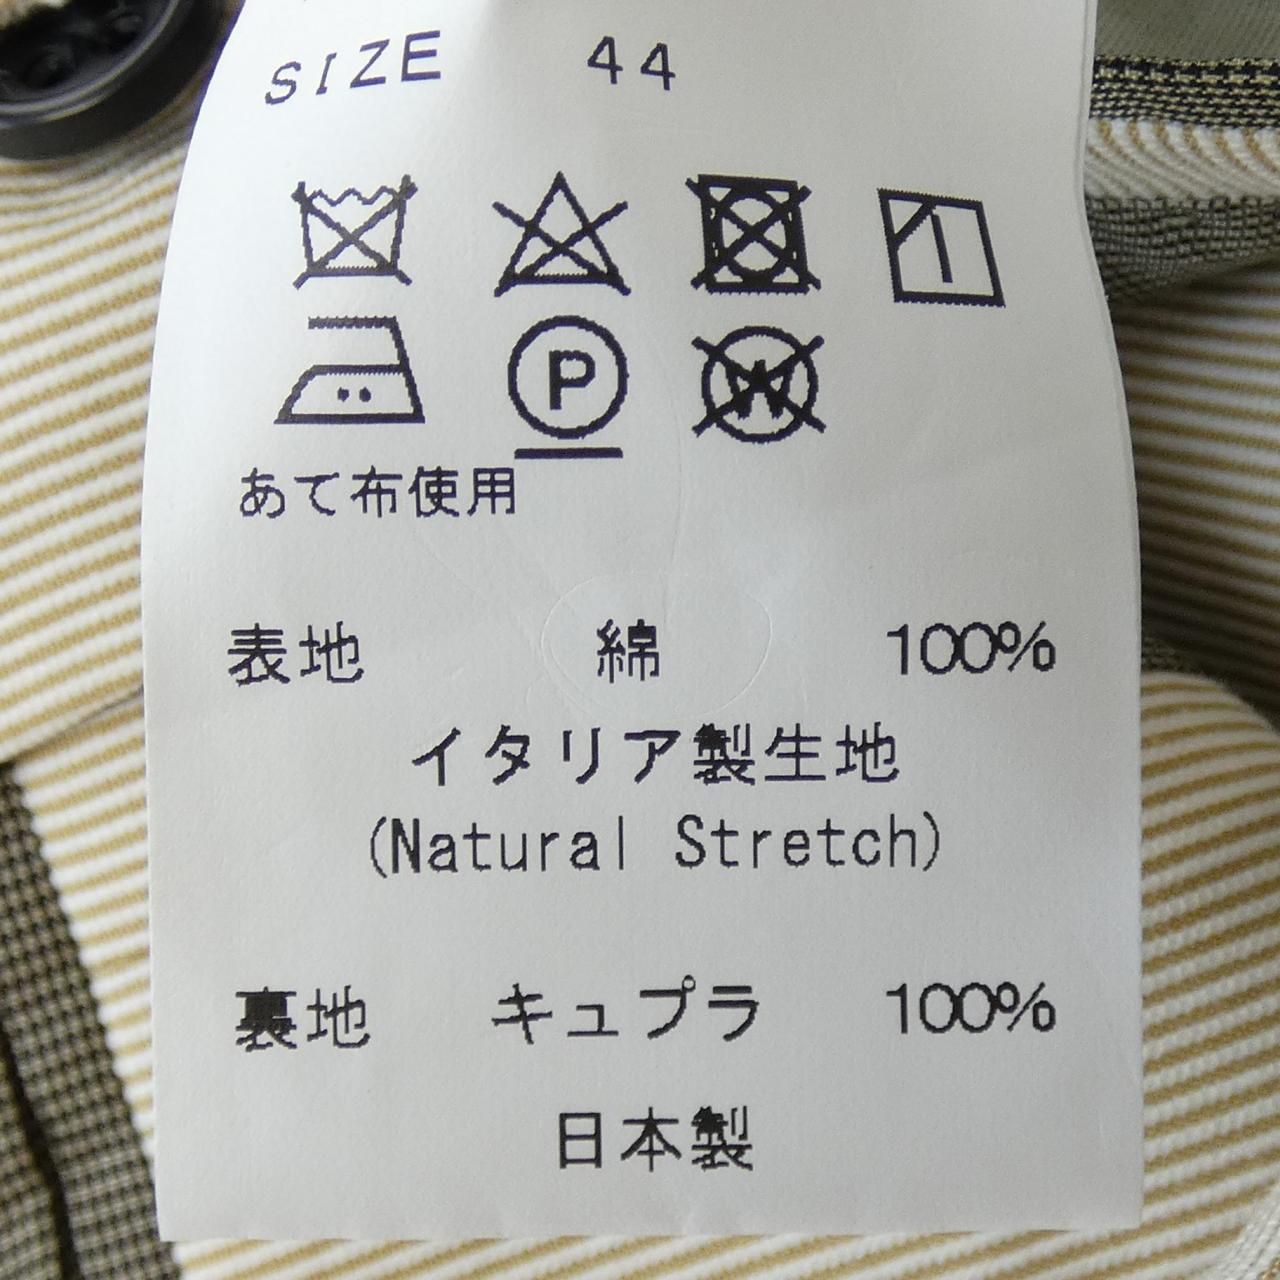 SIZE 44
P W
あて布使用
表地 綿 100%
イタリア製生地
(Natural Stretch)
裏地 キュプラ 100%
日本製